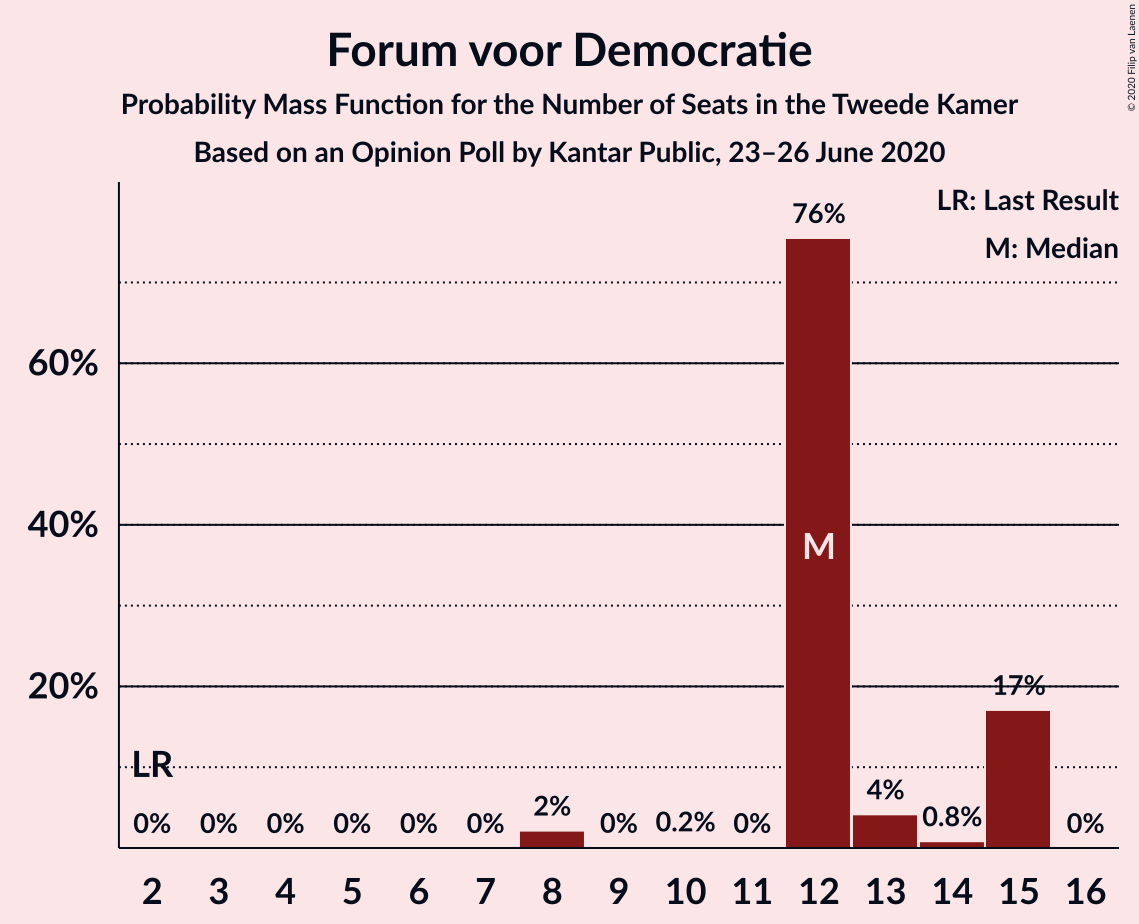 Forum voor Democratie
Probability Mass Function for the Number of Seats in the Tweede Kamer
Based on an Opinion Poll by Kantar Public, 23–26 June 2020
© 2020 Filip van Laenen
LR: Last Result
M: Median
76%
60%
40%
M
20%
17%
LR
0% 0% 0% 0% 0% 0% 2% 0% 0.2% 0% 4% 0.8% 0%
2 3 4 5 6 7 8 9 10 11 12 13 14 15 16